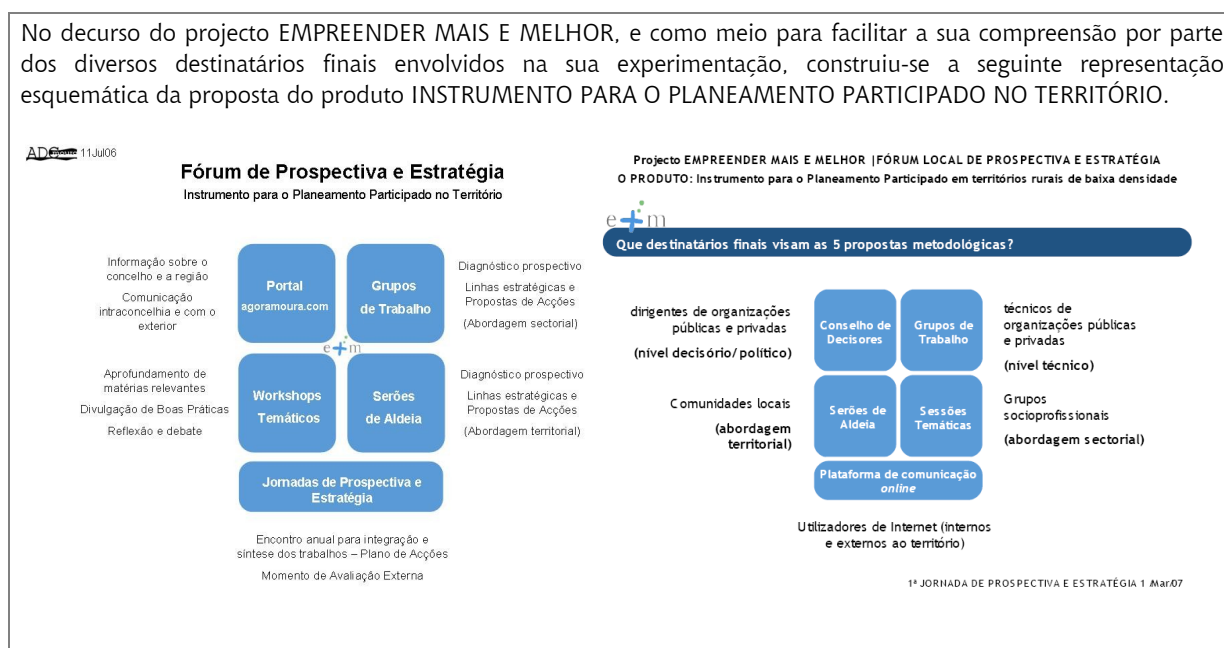 No decurso do projecto EMPREENDER MAIS E MELHOR, e como meio para facilitar a sua compreensão por parte
dos diversos destinatários finais envolvidos na sua experimentação, construiu-se a seguinte representação
esquemática da proposta do produto INSTRUMENTO PARA O PLANEAMENTO PARTICIPADO NO TERRITÓRIO.
11Jul06
Fórum de Prospectiva e Estratégia
Instrumento para o Planeamento Participado no Território
Informação sobre o
concelho e a região
Comunicação
intraconcelhia e com o
exterior
Portal
agoramoura.com
Grupos
de Trabalho
Diagnóstico prospectivo
Linhas estratégicas e
Propostas de Acções
(Abordagem sectorial)
e+m
Aprofundamento de
matérias relevantes
Divulgação de Boas Práticas
Reflexão e debate
Workshops
Temáticos
Serões
de Aldeia
Diagnóstico prospectivo
Linhas estratégicas e
Propostas de Acções
(Abordagem territorial)
Jornadas de Prospectiva e
Estratégia
Encontro anual para integração e
síntese dos trabalhos – Plano de Acções
Momento de Avaliação Externa
Projecto EMPREENDER MAIS E MELHOR |FÓRUM LOCAL DE PROSPECTIVA E ESTRATÉGIA
O PRODUTO: Instrumento para o Planeamento Participado em territórios rurais de baixa densidade
e+m
Que destinatários finais visam as 5 propostas metodológicas?
dirigentes de organizações
públicas e privadas
(nível decisório/político)
Conselho de
Decisores
Grupos de
Trabalho
técnicos de
organizações públicas
e privadas
(nível técnico)
Comunidades locais
(abordagem
territorial)
Serões de
Aldeia
Sessões
Temáticas
Grupos
socioprofissionais
(abordagem sectorial)
Plataforma de comunicação
online
Utilizadores de Internet (internos
e externos ao território)
1ª JORNADA DE PROSPECTIVA E ESTRATÉGIA 1 Mar07